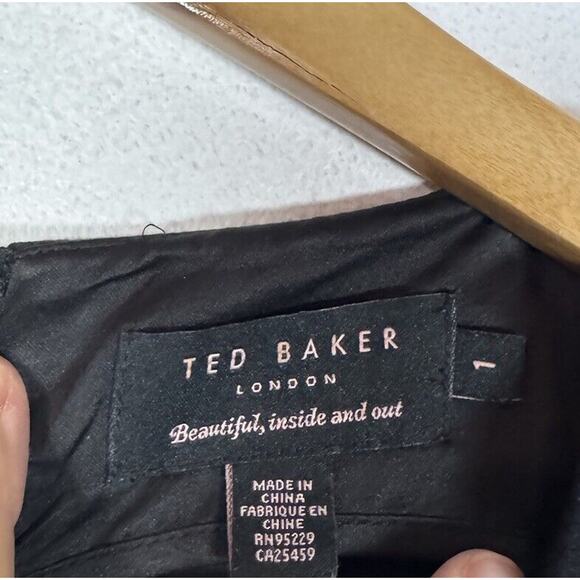 TED BAKER
LONDON
Beautiful, inside and out
1
MADE IN
CHINA
FABRIQUE EN
CHINE
RN95229
CA25459